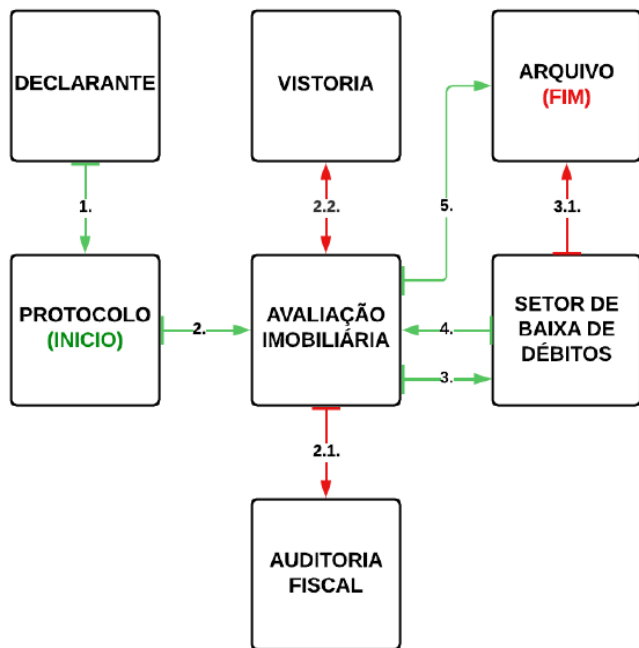 DECLARANTE
VISTORIA
ARQUIVO
(FIM)
1.
2.2.
5.
3.1.
PROTOCOLO
(INICIO)
2.
AVALIAÇÃO
IMOBILIÁRIA
4.
3.
SETOR DE
BAIXA DE
DÉBITOS
2.1.
AUDITORIA
FISCAL